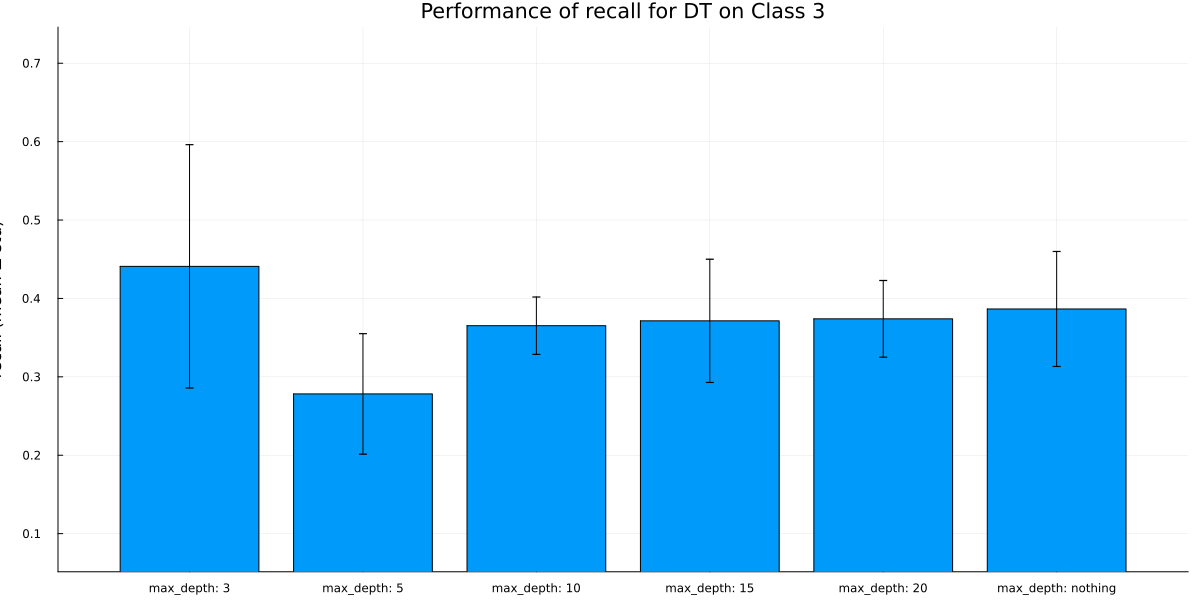 Performance of recall for DT on Class 3
0.7
0.6
0.5
0.4
0.3
0.2
0.1
max_depth: 3
max_depth: 5
max_depth: 10
max_depth: 15
max_depth: 20
max_depth: nothing